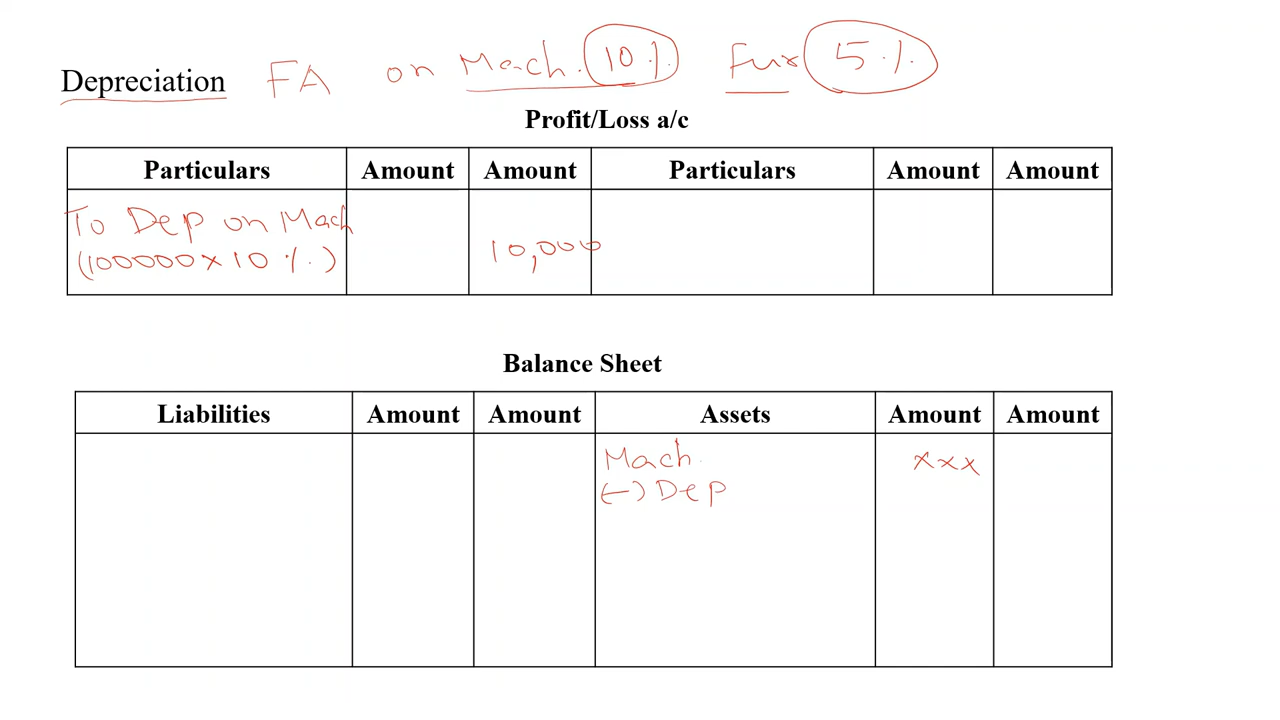 Depreciation FA on Mach. 10 % Fur 5 %
Profit/Loss a/c
Particulars Amount Amount Particulars Amount Amount
To Dep on Mach
(100000 x 10 %) 10,000
Balance Sheet
Liabilities Amount Amount Assets Amount Amount
Mach. xxx
(-) Dep